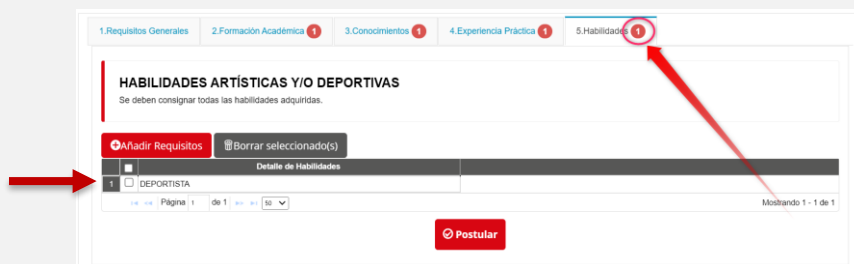 1.Requisitos Generales 2.Formación Académica 1 3.Conocimientos 1 4.Experiencia Práctica 1 5.Habilidades 1
HABILIDADES ARTÍSTICAS Y/O DEPORTIVAS
Se deben consignar todas las habilidades adquiridas.
Añadir Requisitos Borrar seleccionado(s)
Detalle de Habilidades
1 DEPORTISTA
Página 1 de 1 50 Mostrando 1 - 1 de 1
Postular